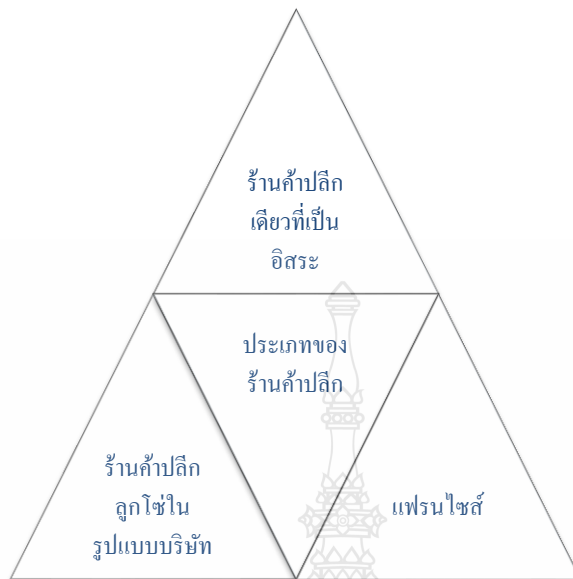 ร้านค้าปลีก
เดียวที่เป็น
อิสระ
ประเภทของ
ร้านค้าปลีก
ร้านค้าปลีก
ลูกโซ่ใน
รูปแบบบริษัท
แฟรนไซส์